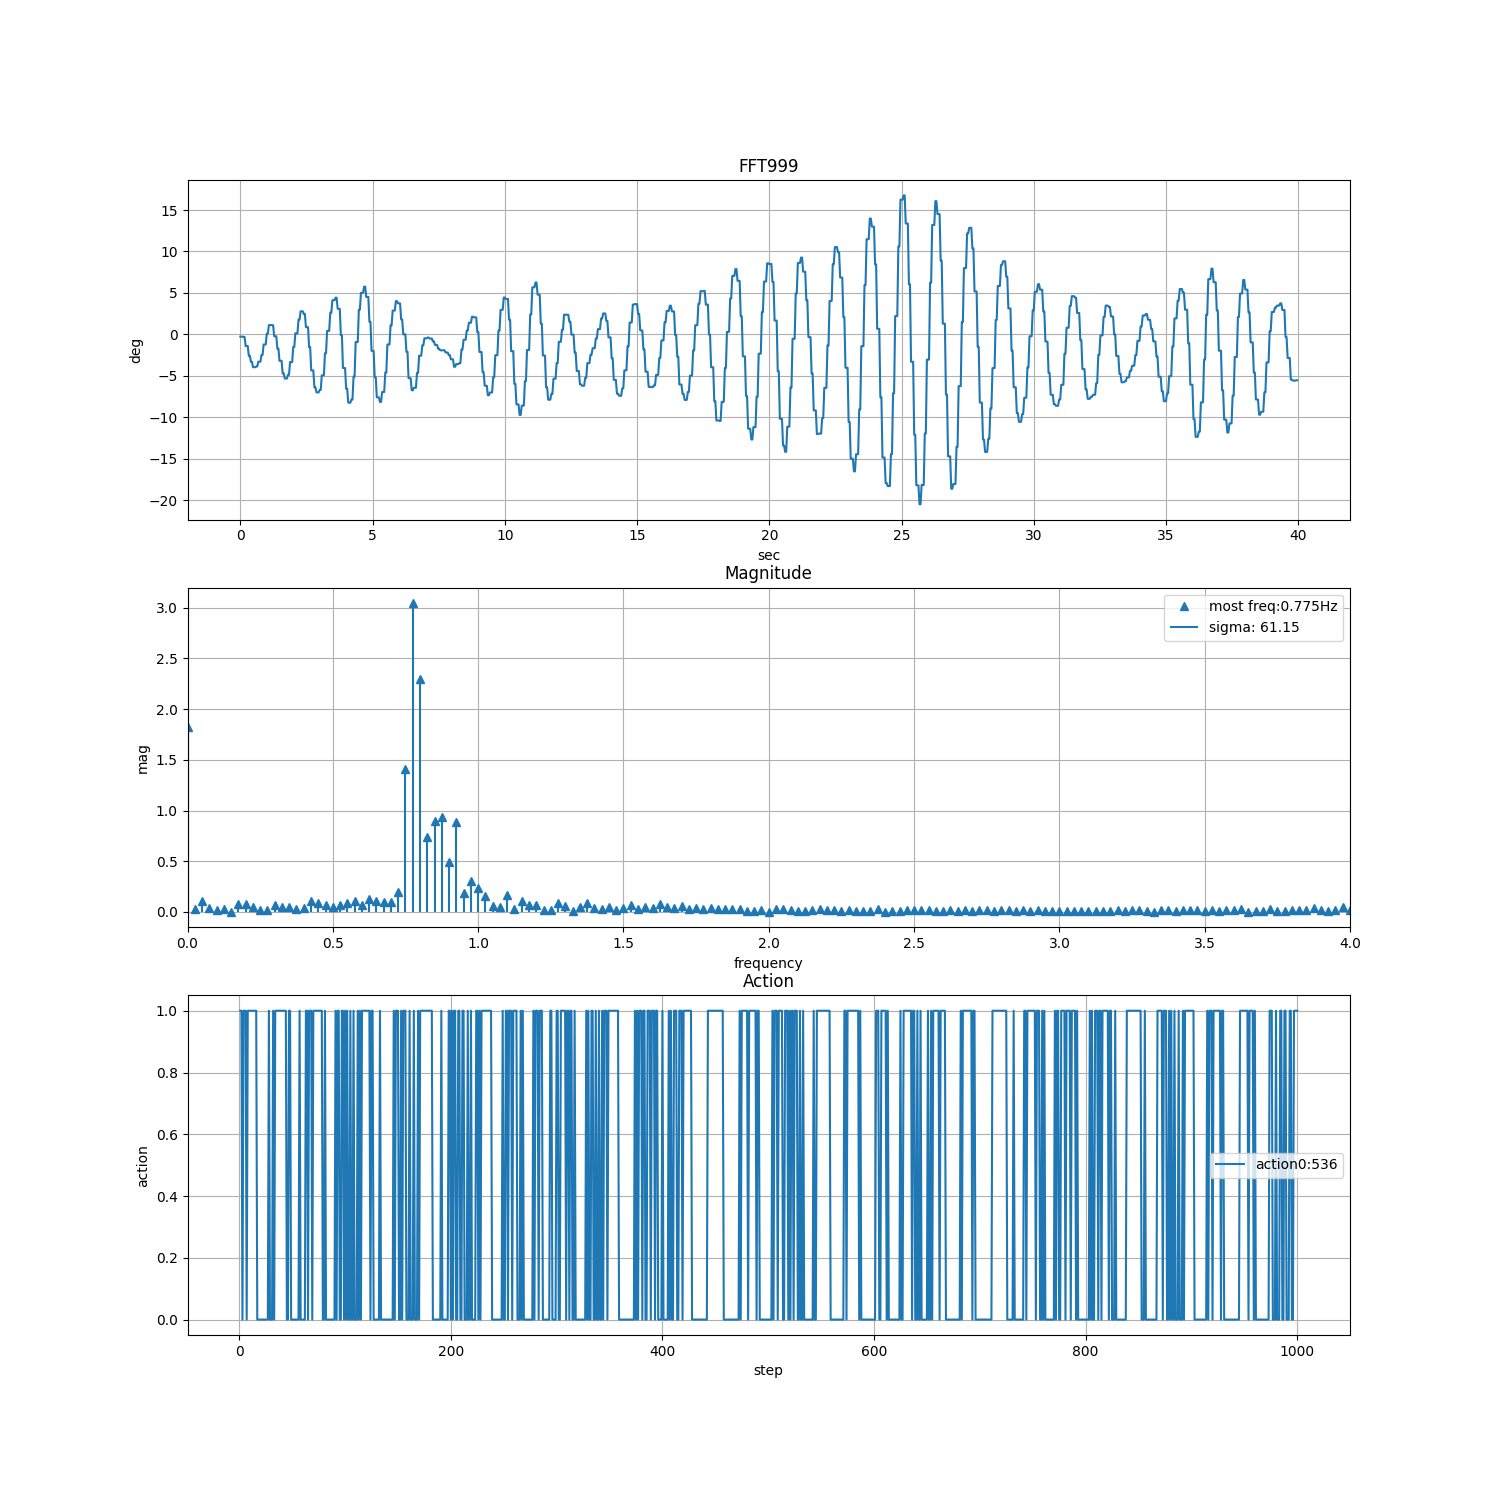 FFT999
15
10
5
0
−5
−10
−15
−20
deg
0 5 10 15 20 25 30 35 40
sec
Magnitude
3.0
2.5
2.0
1.5
1.0
0.5
0.0
mag
most freq:0.775Hz
sigma: 61.15
0.0 0.5 1.0 1.5 2.0 2.5 3.0 3.5 4.0
frequency
Action
1.0
0.8
0.6
0.4
0.2
0.0
action
action0:536
0 200 400 600 800 1000
step